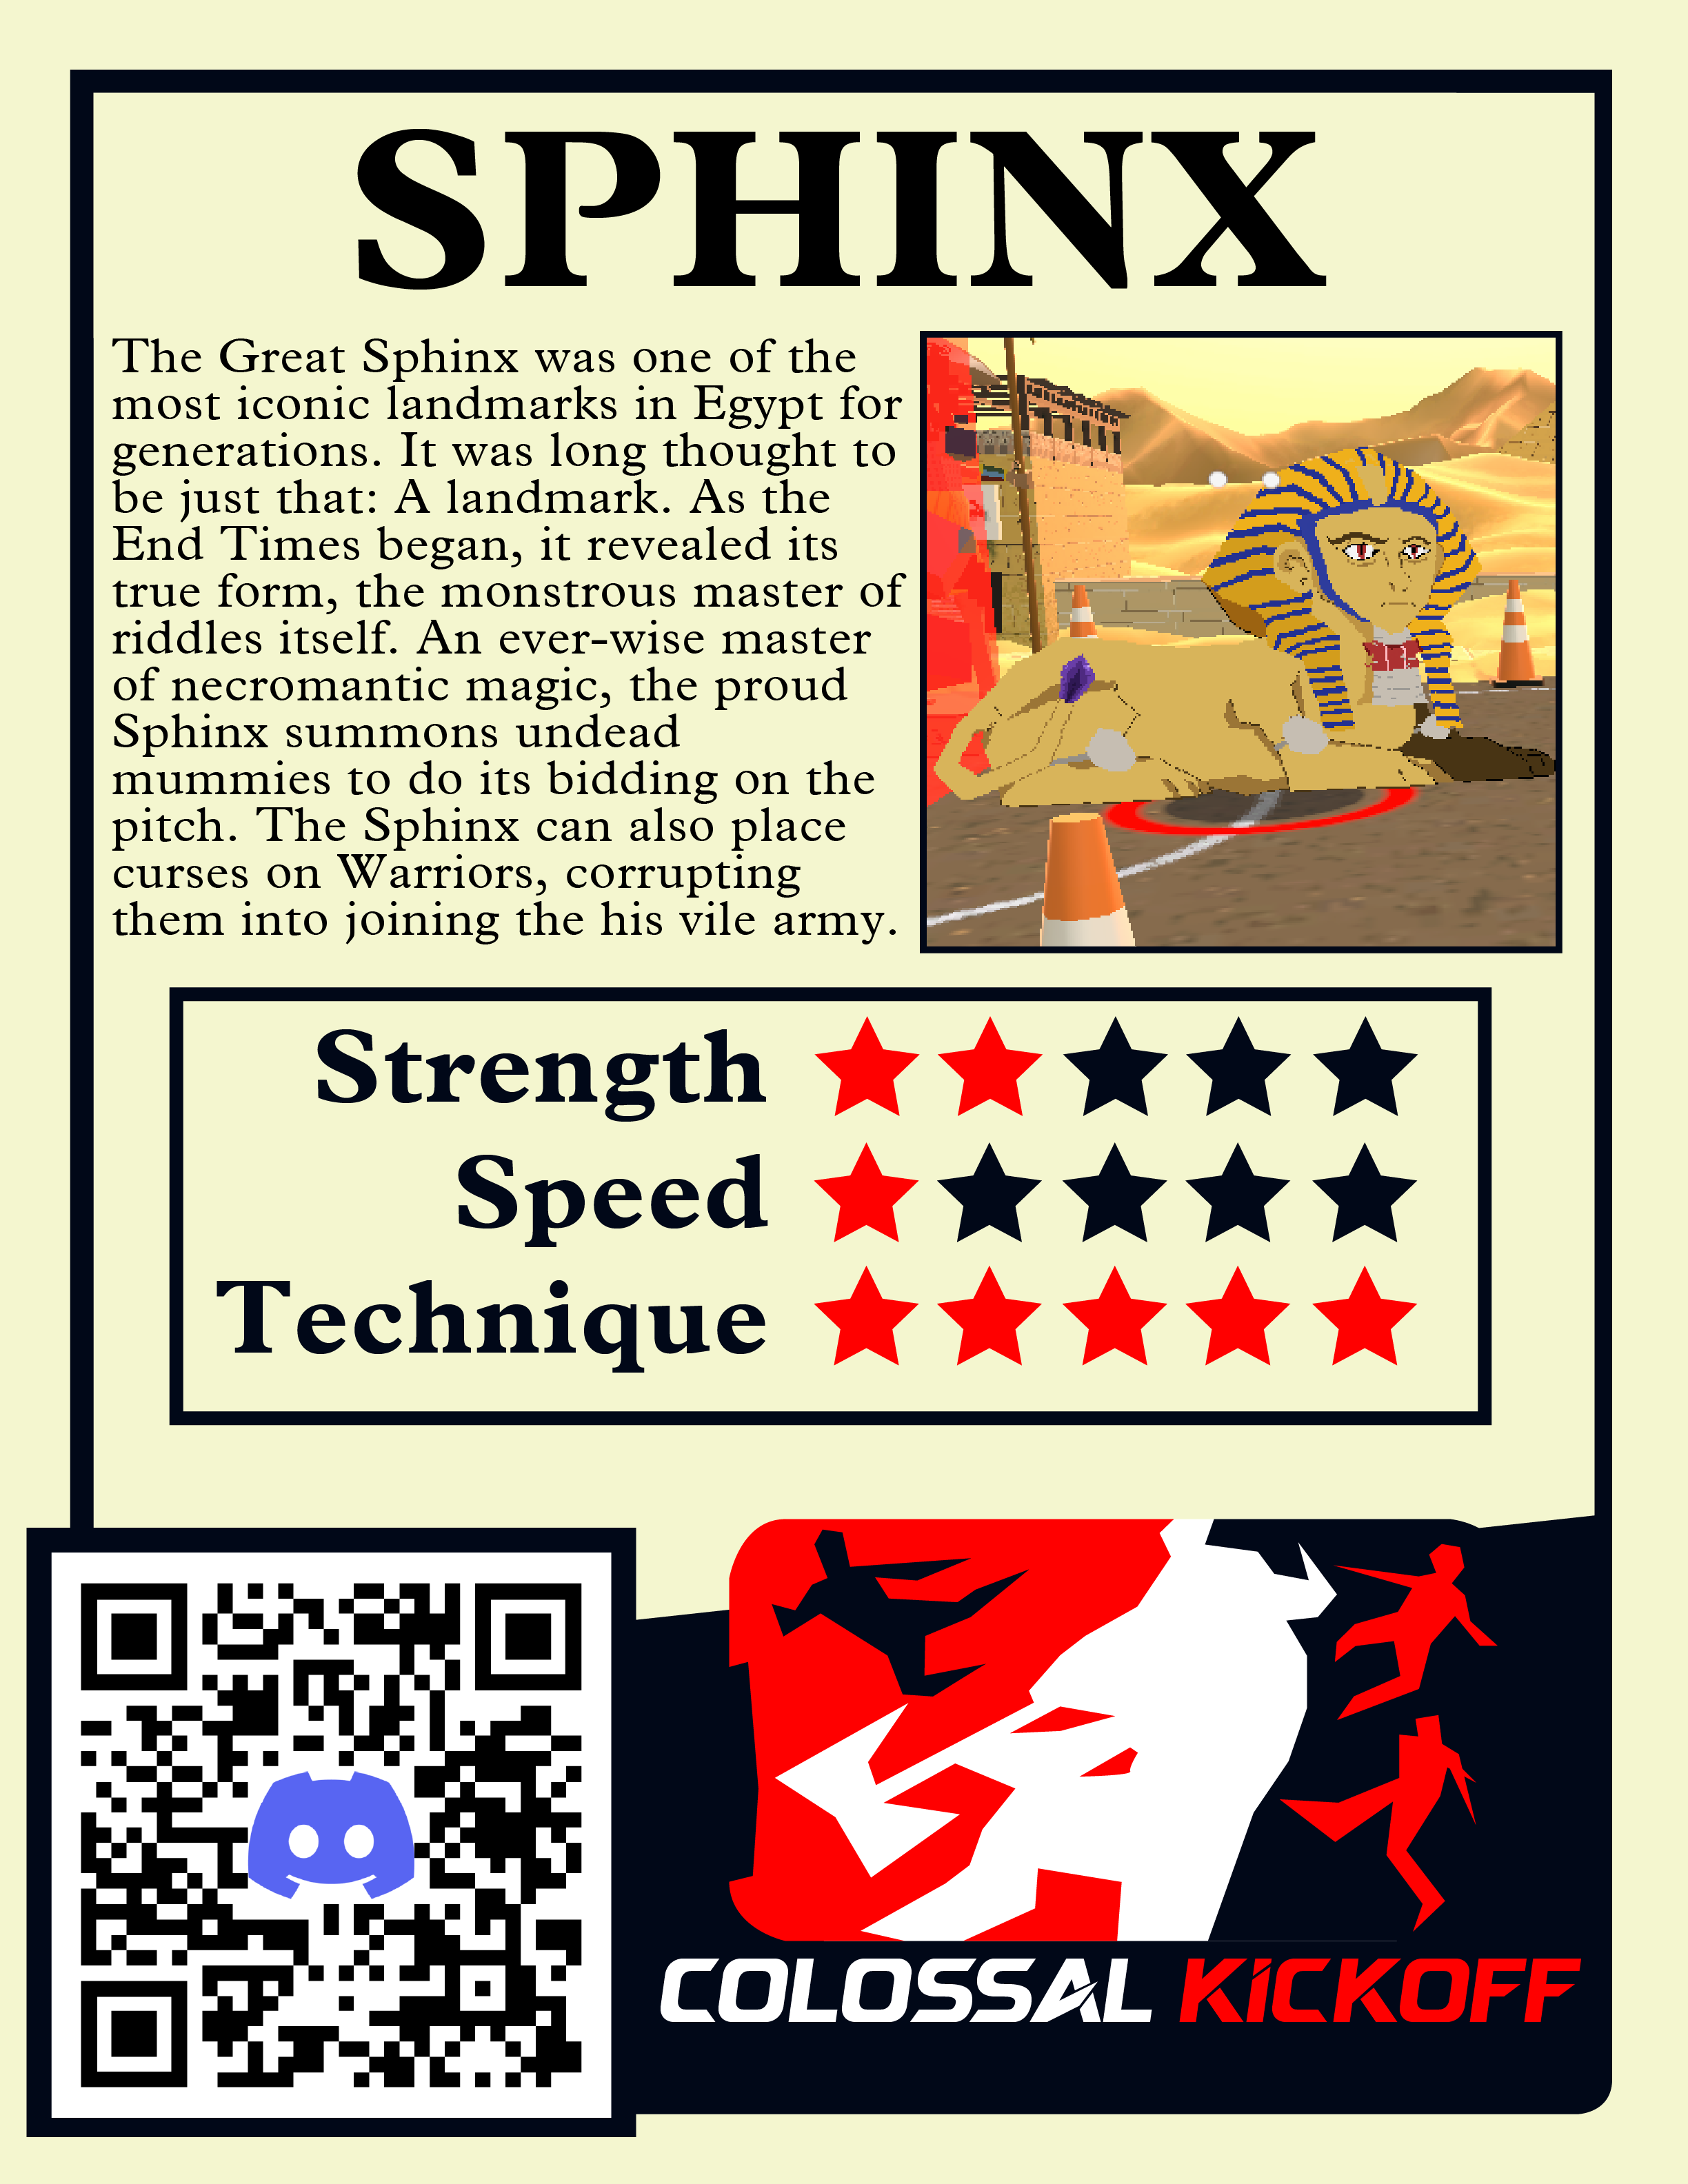 SPHINX
The Great Sphinx was one of the
most iconic landmarks in Egypt for
generations. It was long thought to
be just that: A landmark. As the
End Times began, it revealed its
true form, the monstrous master of
riddles itself. An ever-wise master
of necromantic magic, the proud
Sphinx summons undead
mummies to do its bidding on the
pitch. The Sphinx can also place
curses on Warriors, corrupting
them into joining the his vile army.
Strength
Speed
Technique
COLOSSAL KICKOFF